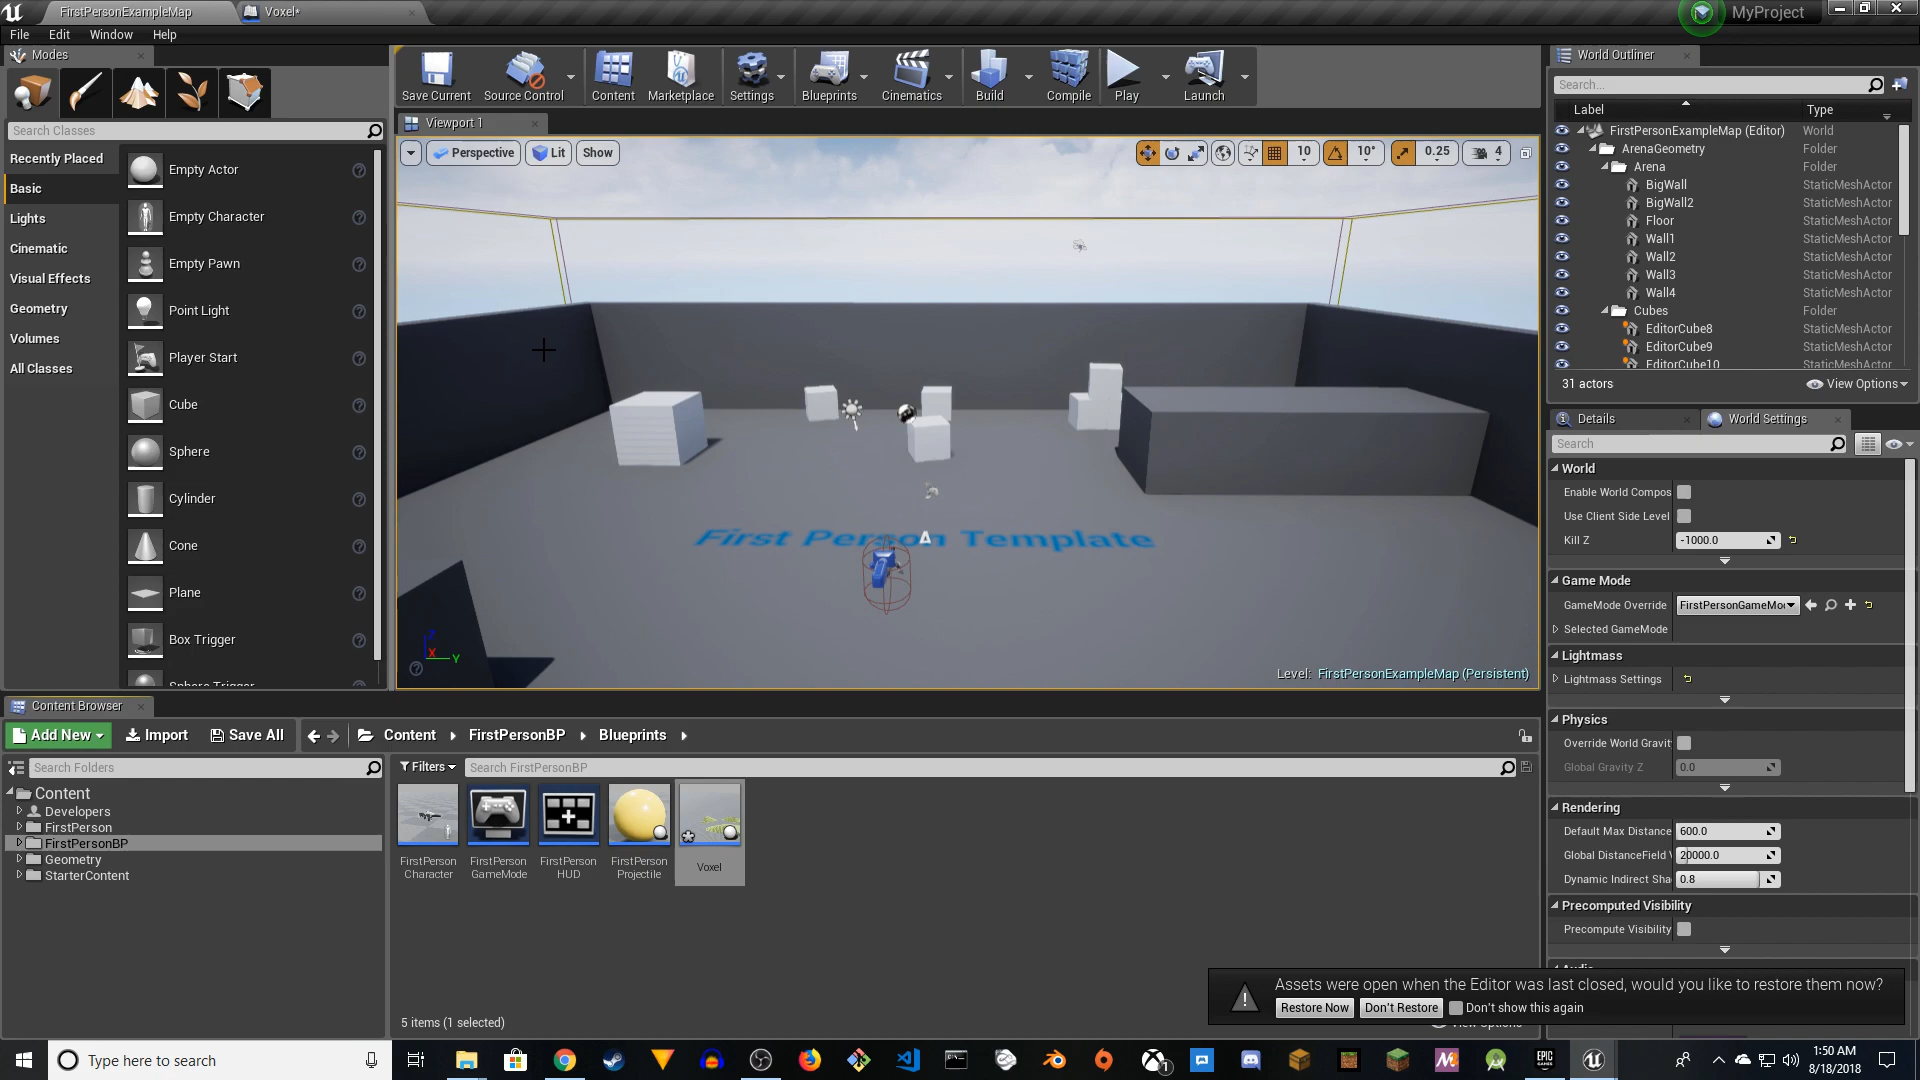 FirstPersonExampleMap
Voxel*
MyProject
File Edit Window Help
Modes
Search Classes
Recently Placed
Basic
Lights
Cinematic
Visual Effects
Geometry
Volumes
All Classes
Empty Actor
Empty Character
Empty Pawn
Point Light
Player Start
Cube
Sphere
Cylinder
Cone
Plane
Box Trigger
Sphere Trigger
Save Current
Source Control
Content
Marketplace
Settings
Blueprints
Cinematics
Build
Compile
Play
Launch
Viewport 1
Perspective Lit Show
10 10° 0.25 4
First Person Template
Z
X
Y
Level: FirstPersonExampleMap (Persistent)
World Outliner
Search...
Label Type
FirstPersonExampleMap (Editor) World
ArenaGeometry Folder
Arena Folder
BigWall StaticMeshActor
BigWall2 StaticMeshActor
Floor StaticMeshActor
Wall1 StaticMeshActor
Wall2 StaticMeshActor
Wall3 StaticMeshActor
Wall4 StaticMeshActor
Cubes Folder
EditorCube8 StaticMeshActor
EditorCube9 StaticMeshActor
EditorCube10 StaticMeshActor
31 actors View Options
Details World Settings
Search
World
Enable World Compos
Use Client Side Level
Kill Z -1000.0
Game Mode
GameMode Override FirstPersonGameMo
Selected GameMode
Lightmass
Lightmass Settings
Physics
Override World Gravit
Global Gravity Z 0.0
Rendering
Default Max Distance 600.0
Global DistanceField 20000.0
Dynamic Indirect Sha 0.8
Precomputed Visibility
Precompute Visibility
Audio
Content Browser
Add New Import Save All Content FirstPersonBP Blueprints
Search Folders
Content
Developers
FirstPerson
FirstPersonBP
Geometry
StarterContent
Filters Search FirstPersonBP
FirstPerson
Character
FirstPerson
GameMode
FirstPerson
HUD
FirstPerson
Projectile
Voxel
5 items (1 selected)
View Options
Assets were open when the Editor was last closed, would you like to restore them now?
Restore Now Don't Restore Don't show this again
Type here to search
1:50 AM
8/18/2018